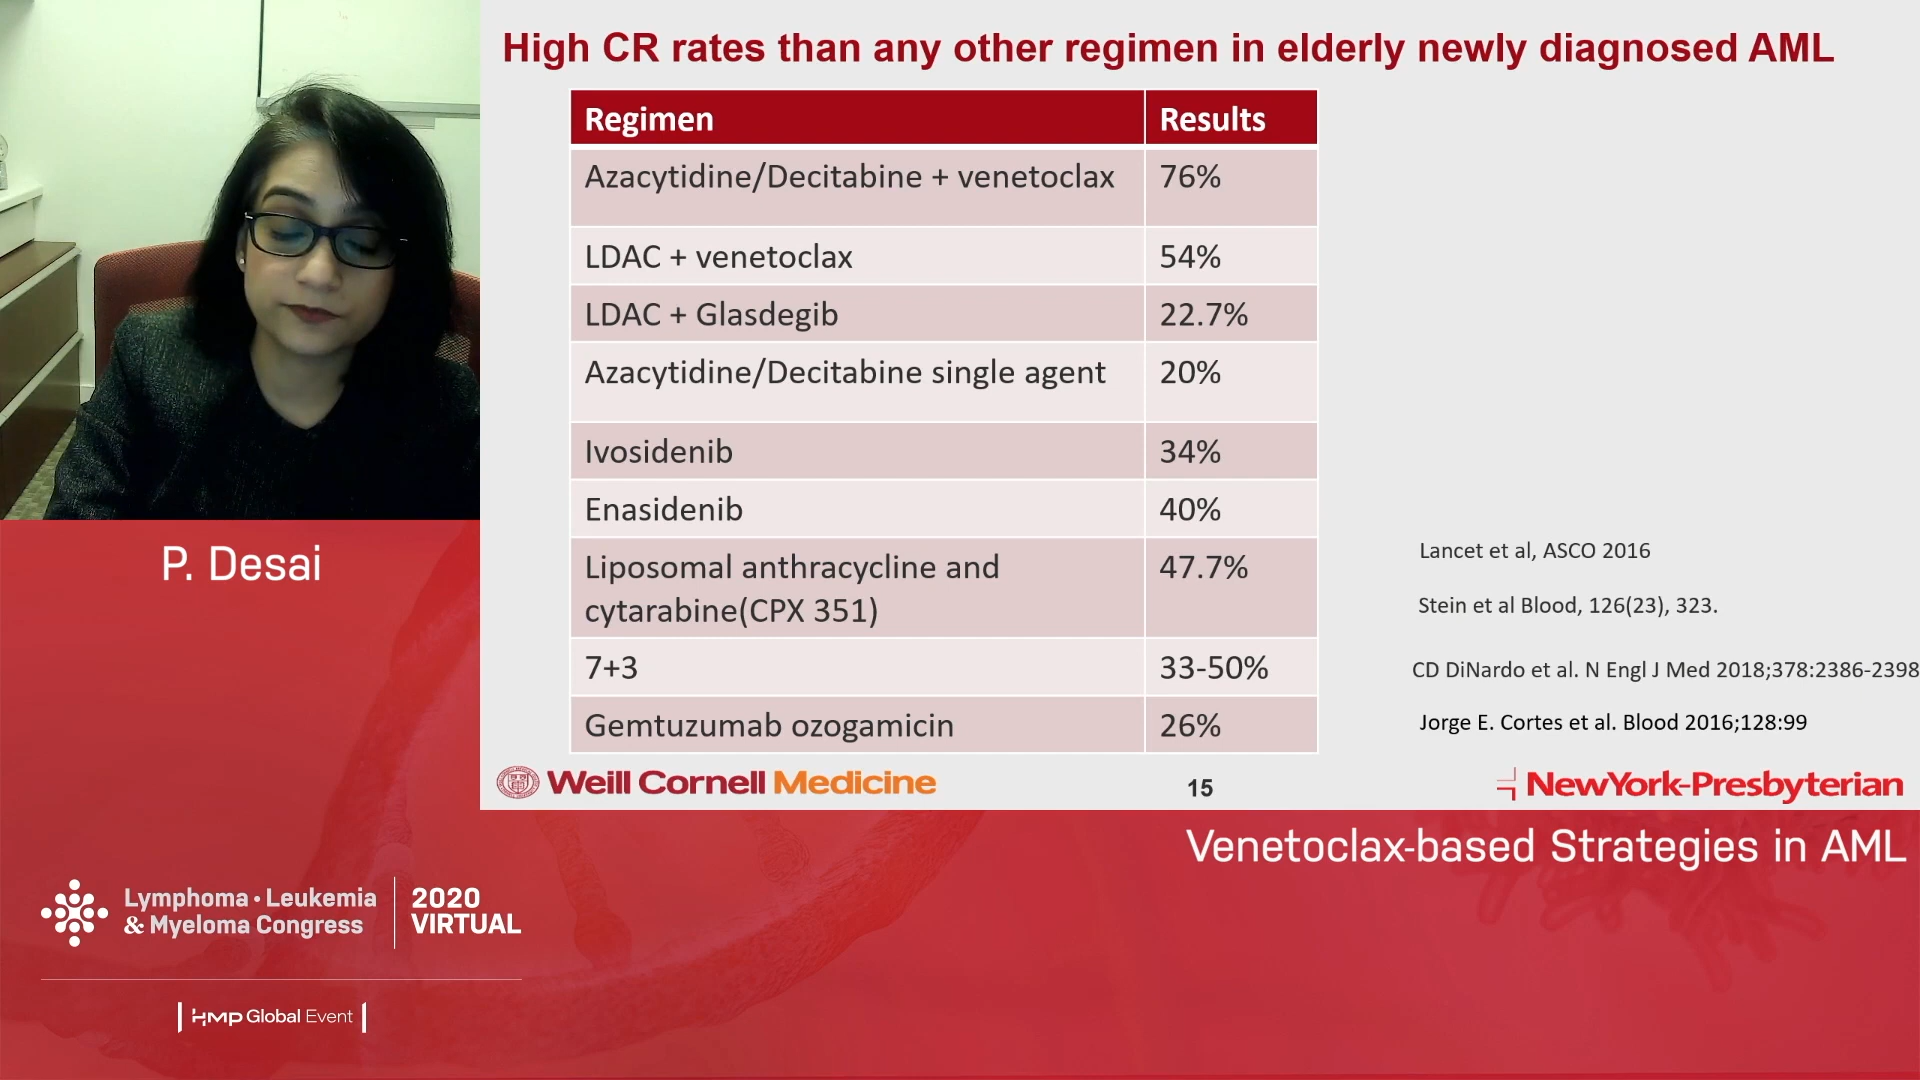 High CR rates than any other regimen in elderly newly diagnosed AML
Regimen Results
Azacytidine/Decitabine + venetoclax 76%
LDAC + venetoclax 54%
LDAC + Glasdegib 22.7%
Azacytidine/Decitabine single agent 20%
Ivosidenib 34%
Enasidenib 40%
Liposomal anthracycline and 47.7%
cytarabine(CPX 351)
7+3 33-50%
Gemtuzumab ozogamicin 26%
Lancet et al, ASCO 2016
Stein et al Blood, 126(23), 323.
CD DiNardo et al. N Engl J Med 2018;378:2386-2398
Jorge E. Cortes et al. Blood 2016;128:99
Weill Cornell Medicine
15
NewYork-Presbyterian
P. Desai
Venetoclax-based Strategies in AML
Lymphoma • Leukemia
& Myeloma Congress
2020
VIRTUAL
HMP Global Event